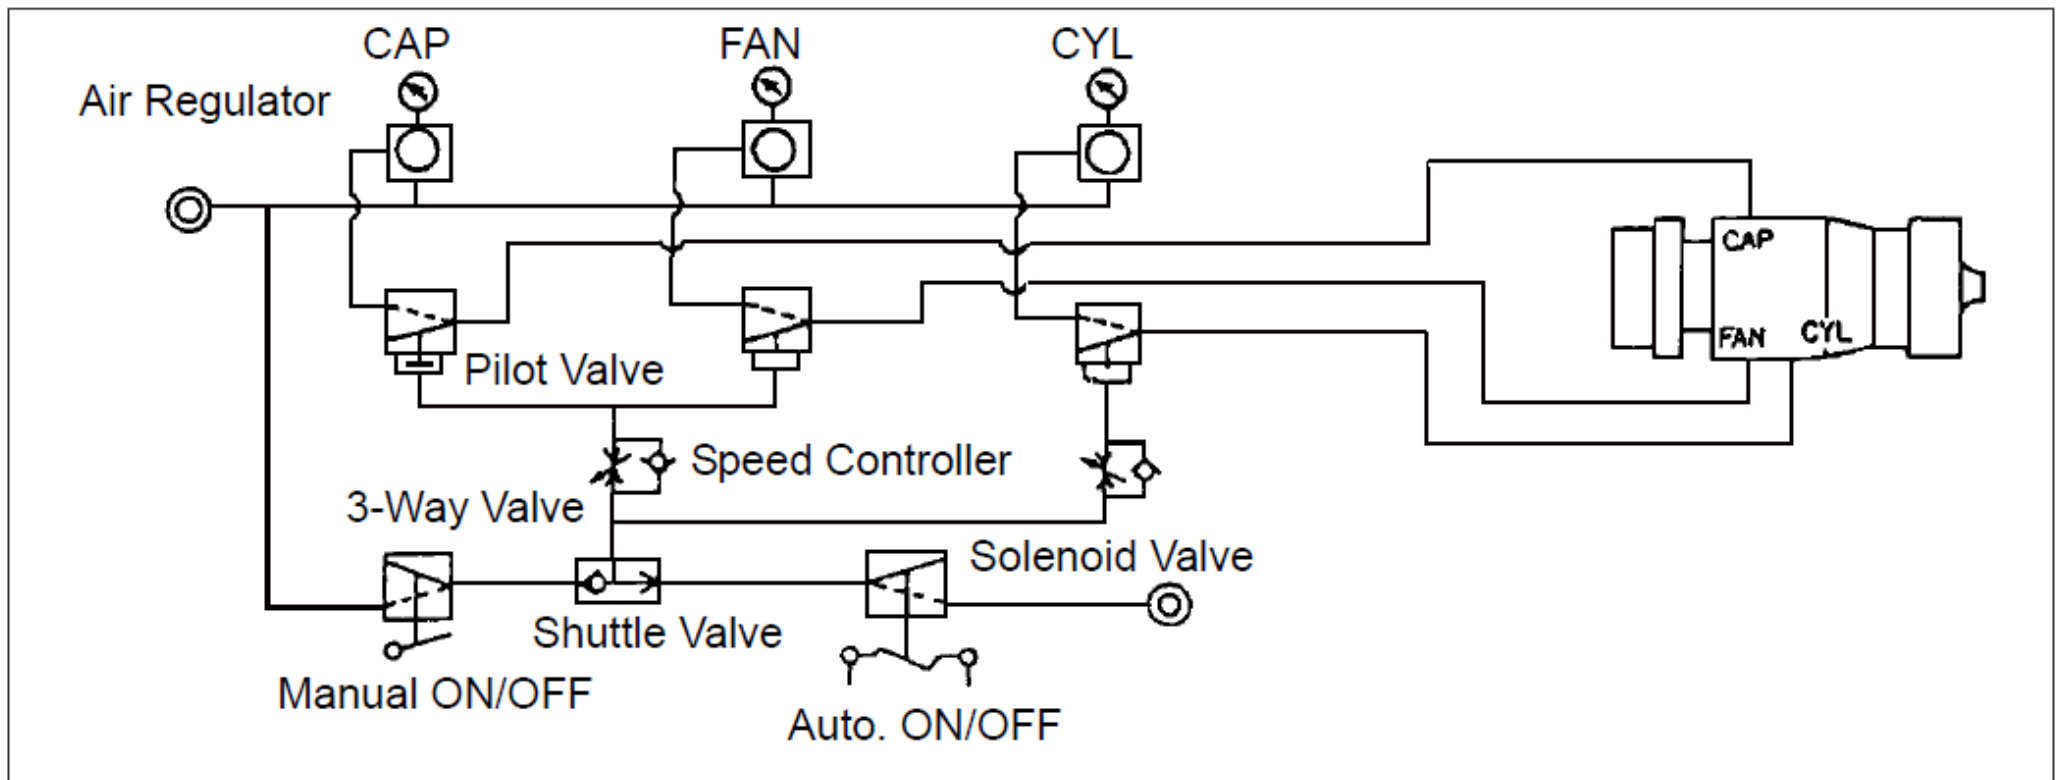 CAP
FAN
CYL
Air Regulator
CAP
FAN
CYL
Pilot Valve
Speed Controller
3-Way Valve
Solenoid Valve
Shuttle Valve
Manual ON/OFF
Auto. ON/OFF